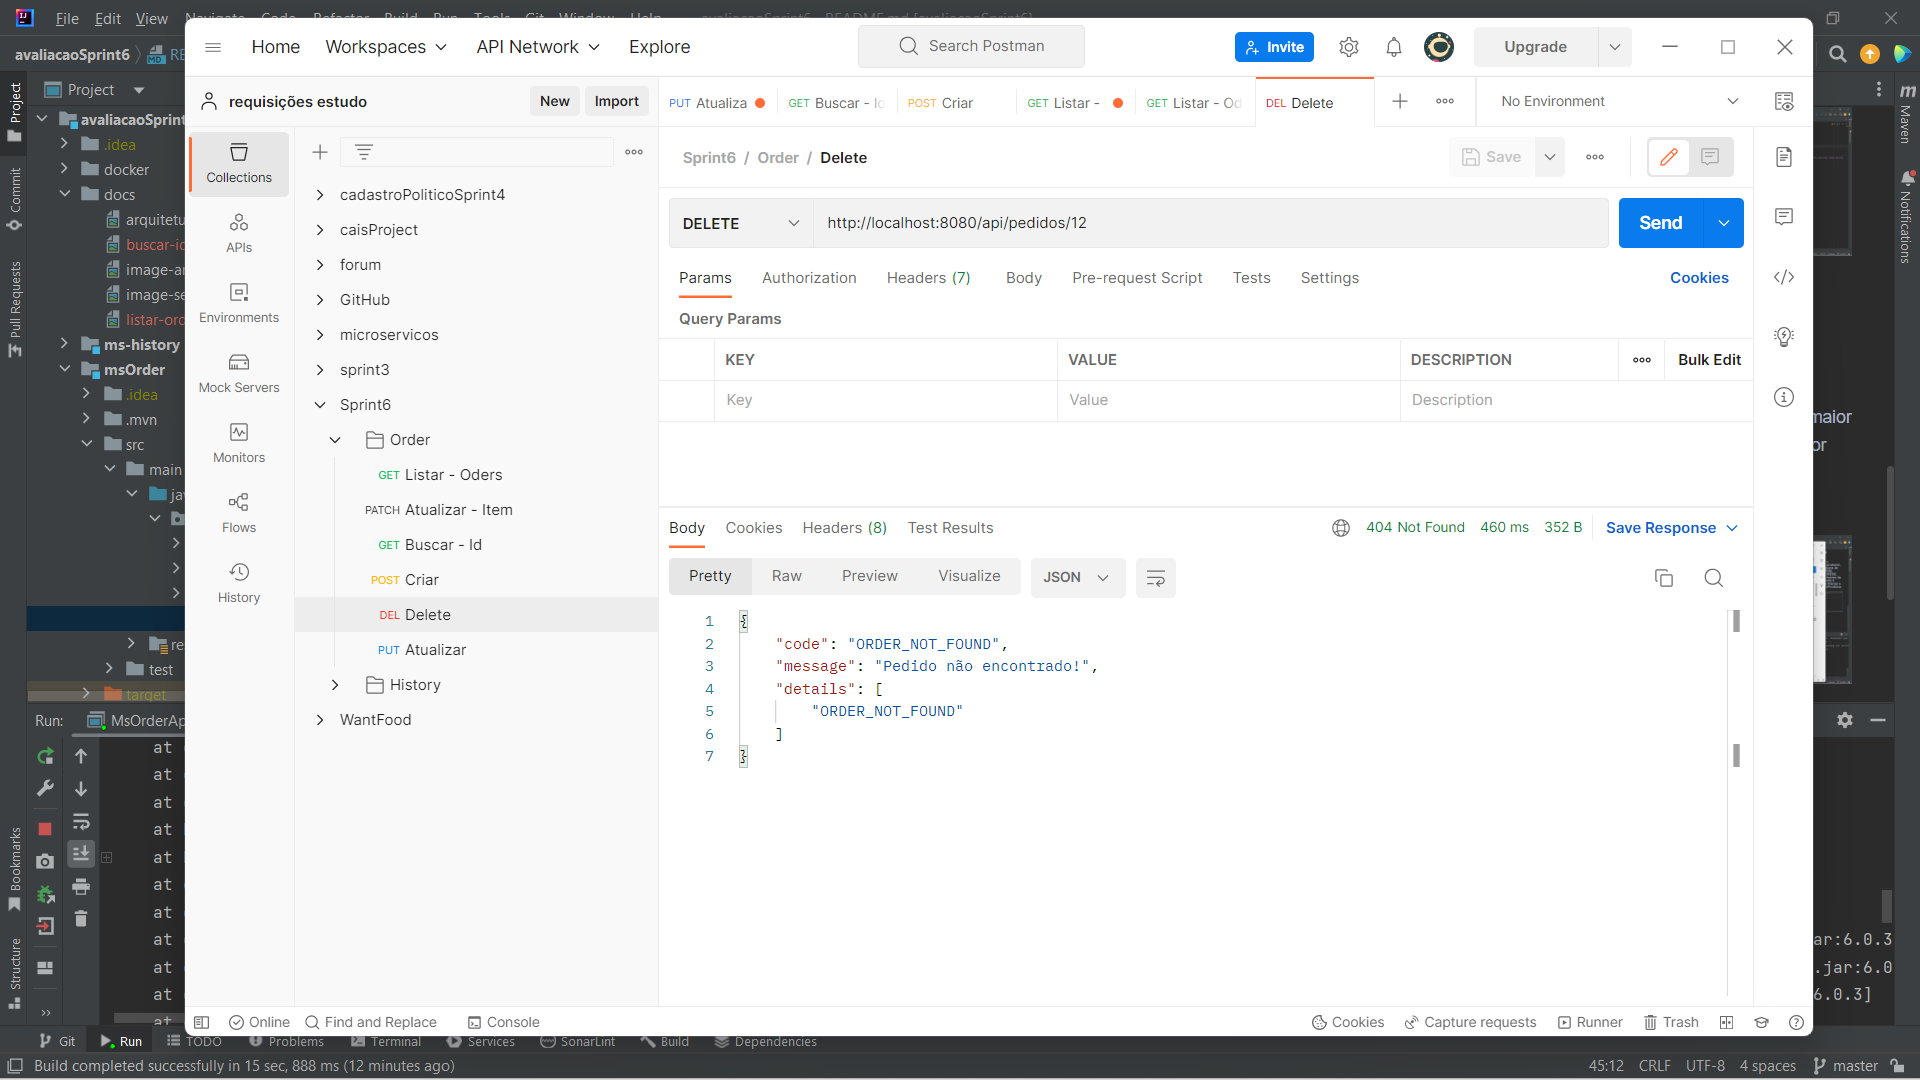 File Edit View Navigate Code Refactor Build Run Tools Git Window Help avaliacaoSprint6 - README.md [avaliacaoSprint6]
avaliacaoSprint6
Project
avaliacaoSprint
.idea
docker
docs
arquitetu
buscar-id
image-ar
image-se
listar-ord
ms-history
msOrder
.idea
.mvn
src
main
ja
re
test
target
Project
Commit
Pull Requests
Bookmarks
Structure
Home Workspaces API Network Explore
Search Postman
Invite
Upgrade
requisições estudo
New Import
PUT Atualiza
GET Buscar - Id
POST Criar
GET Listar -
GET Listar - Od
DEL Delete
No Environment
Collections
APIs
Environments
Mock Servers
Monitors
Flows
History
cadastroPoliticoSprint4
caisProject
forum
GitHub
microservicos
sprint3
Sprint6
Order
GET Listar - Oders
PATCH Atualizar - Item
GET Buscar - Id
POST Criar
DEL Delete
PUT Atualizar
History
WantFood
Sprint6 / Order / Delete
Save
DELETE http://localhost:8080/api/pedidos/12
Send
Params Authorization Headers (7) Body Pre-request Script Tests Settings Cookies
Query Params
KEY VALUE DESCRIPTION Bulk Edit
Key Value Description
Body Cookies Headers (8) Test Results 404 Not Found 460 ms 352 B Save Response
Pretty Raw Preview Visualize JSON
1 {
2 "code": "ORDER_NOT_FOUND",
3 "message": "Pedido não encontrado!",
4 "details": [
5 "ORDER_NOT_FOUND"
6 ]
7 }
Online Find and Replace Console
Cookies Capture requests Runner Trash
m Maven
Notifications
maior
or
Run: MsOrderAp
at
at
at
at
at
at
at
at
at
at
at
ar:6.0.3
.jar:6.0
6.0.3]
Git Run TODO Problems Terminal Services SonarLint Build Dependencies
Build completed successfully in 15 sec, 888 ms (12 minutes ago)
45:12 CRLF UTF-8 4 spaces master